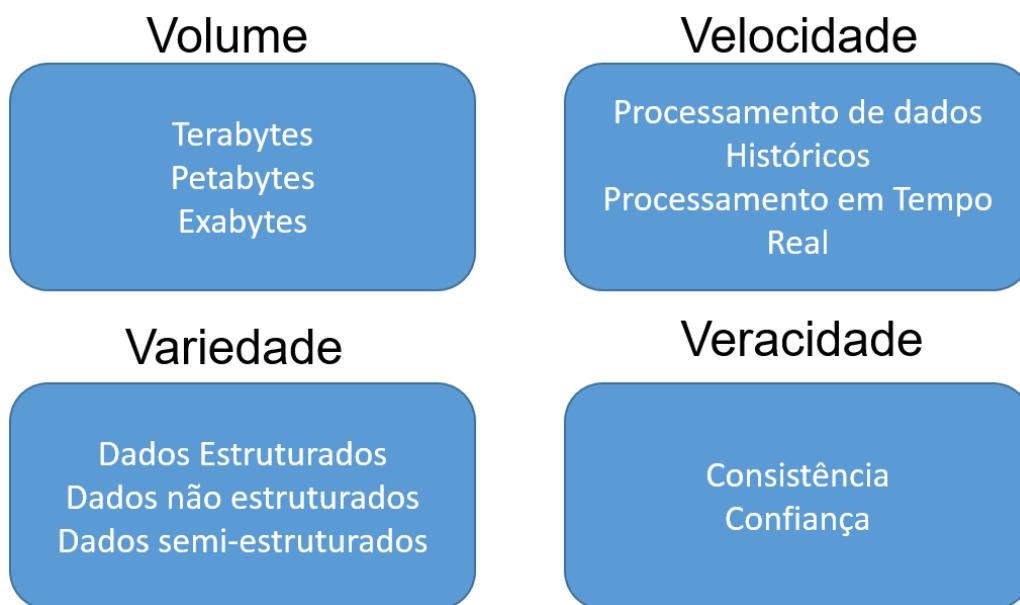 Volume
Terabytes
Petabytes
Exabytes
Velocidade
Processamento de dados
Históricos
Processamento em Tempo
Real
Variedade
Dados Estruturados
Dados não estruturados
Dados semi-estruturados
Veracidade
Consistência
Confiança